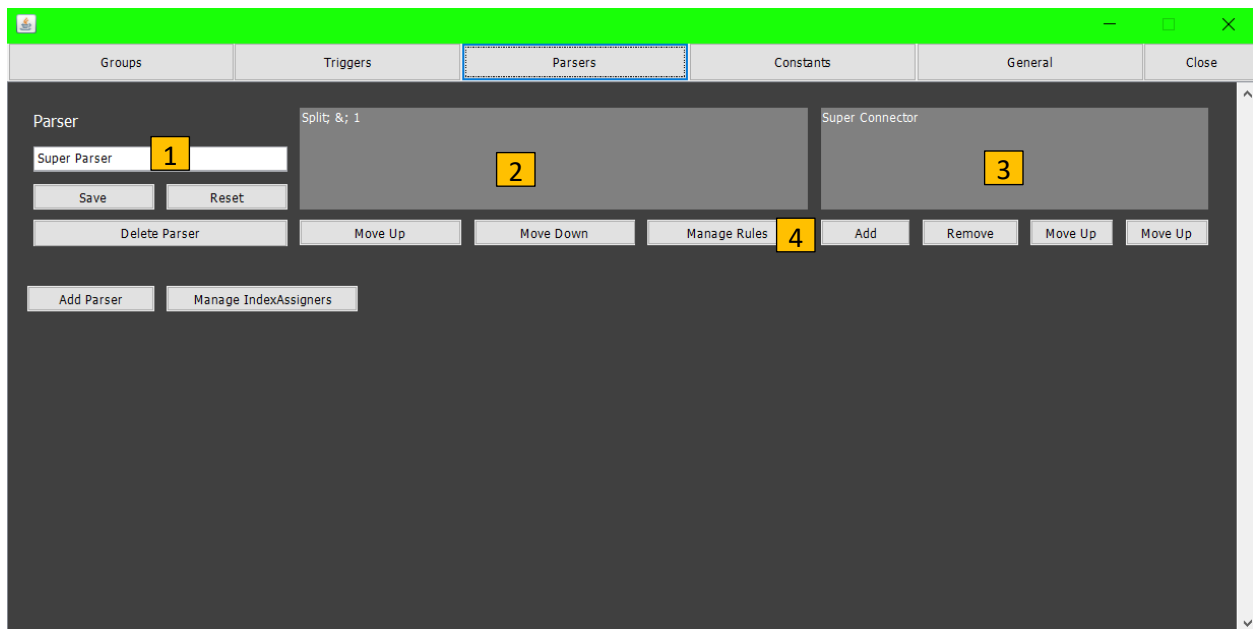 Groups Triggers Parsers Constants General Close
Parser
Super Parser
1
Save Reset
Delete Parser
Split; &; 1
2
Move Up Move Down Manage Rules
4
Super Connector
3
Add Remove Move Up Move Up
Add Parser Manage IndexAssigners